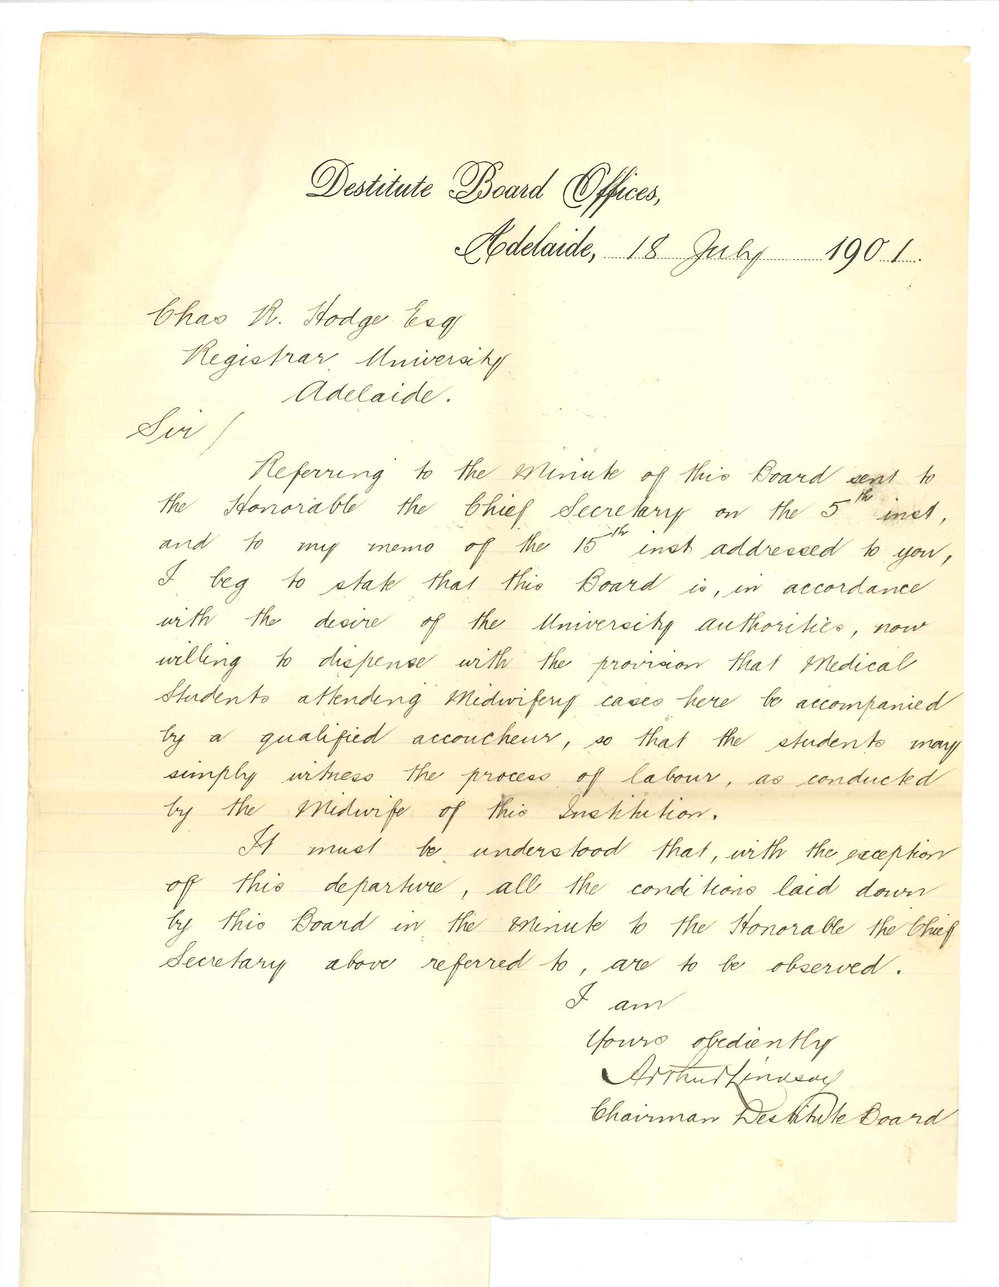 Destitute Board Offices,
Adelaide, 18 July 1901.
Chas R. Hodge Esq
Registrar University
Adelaide.
Sir /
Referring to the Minute of this Board sent to
the Honorable the Chief Secretary on the 5th inst,
and to my memo of the 15th inst addressed to you,
I beg to state that this Board is, in accordance
with the desire of the University authorities, now
willing to dispense with the provision that Medical
Students attending Midwifery cases here be accompanied
by a qualified accoucheur, so that the students may
simply witness the process of labour, as conducted
by the Midwife of this Institution.
It must be understood that, with the exception
of this departure, all the conditions laid down
by this Board in the Minute to the Honorable the Chief
Secretary above referred to, are to be observed.
I am
Yours obediently
Arthur Lindsay
Chairman Destitute Board